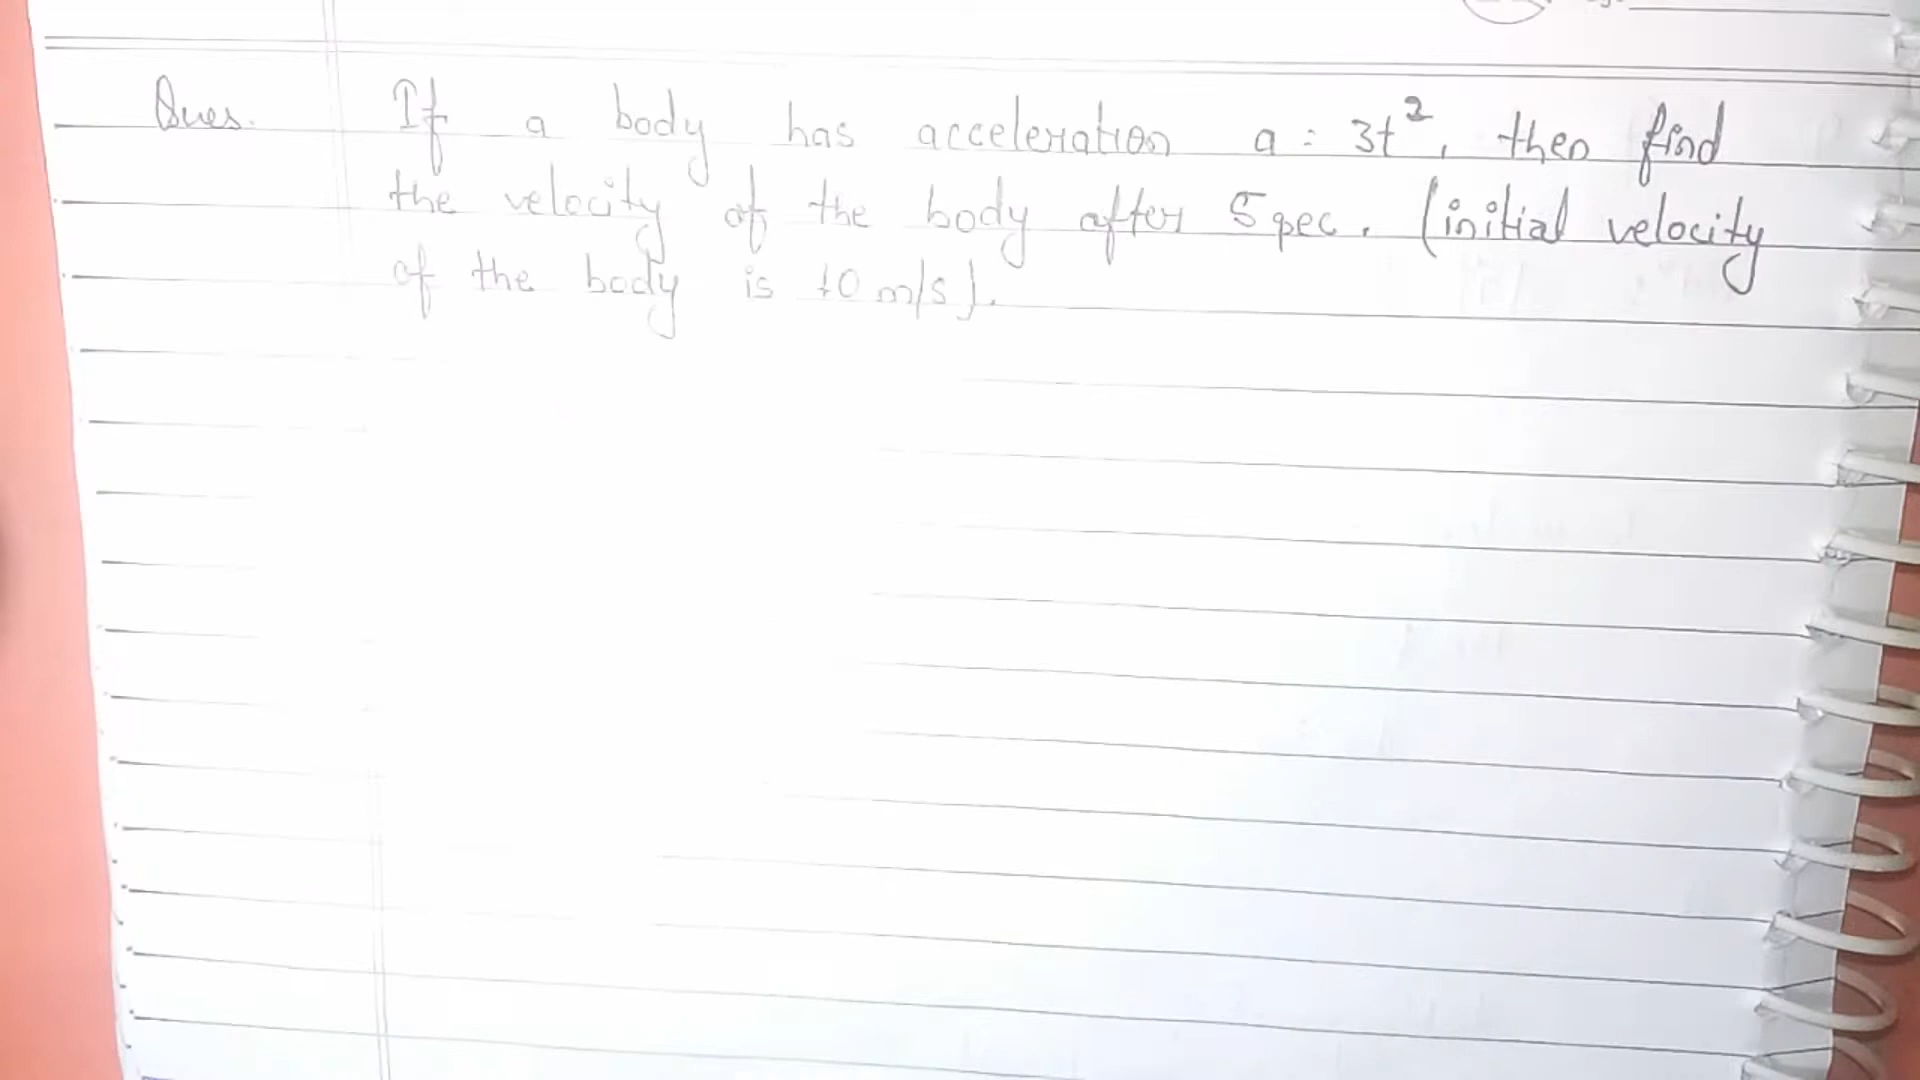 Ques. If a body has acceleration a = 3t², then find
the velocity of the body after 5 sec. (initial velocity
of the body is 10 m/s).